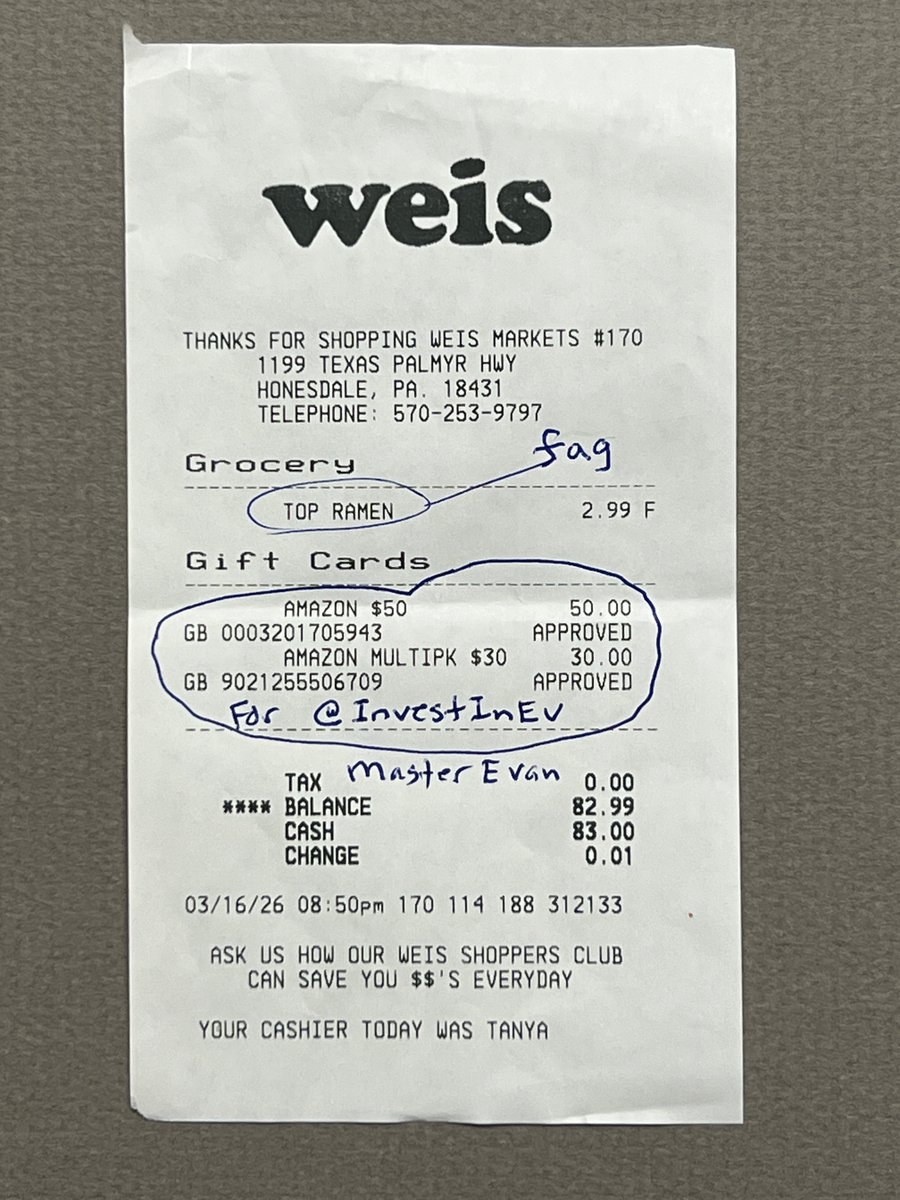 weis
THANKS FOR SHOPPING WEIS MARKETS #170
1199 TEXAS PALMYR HWY
HONESDALE, PA. 18431
TELEPHONE: 570-253-9797
fag
Grocery
TOP RAMEN 2.99 F
Gift Cards
AMAZON $50 50.00
GB 0003201705943 APPROVED
AMAZON MULTIPK $30 30.00
GB 9021255506709 APPROVED
For @InvestInEv
Master Evan
TAX 0.00
**** BALANCE 82.99
CASH 83.00
CHANGE 0.01
03/16/26 08:50pm 170 114 188 312133
ASK US HOW OUR WEIS SHOPPERS CLUB
CAN SAVE YOU $$'S EVERYDAY
YOUR CASHIER TODAY WAS TANYA